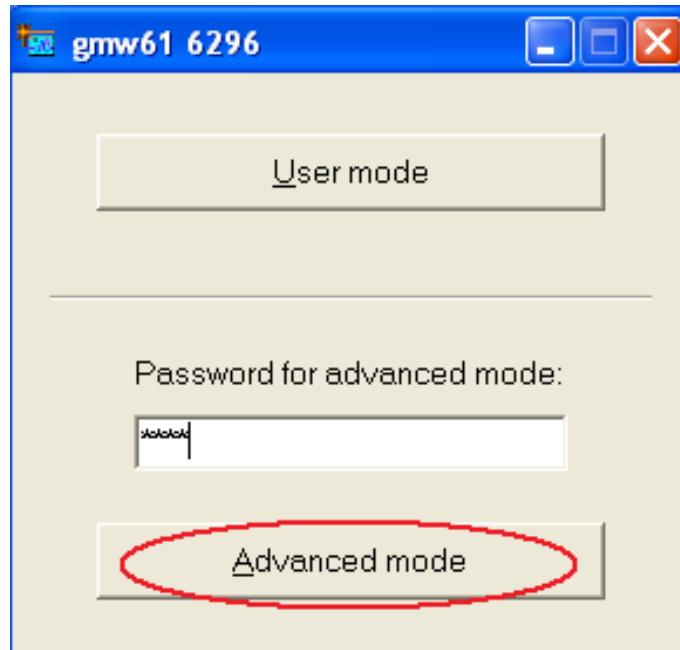 gmw61 6296
User mode
Password for advanced mode:
****
Advanced mode